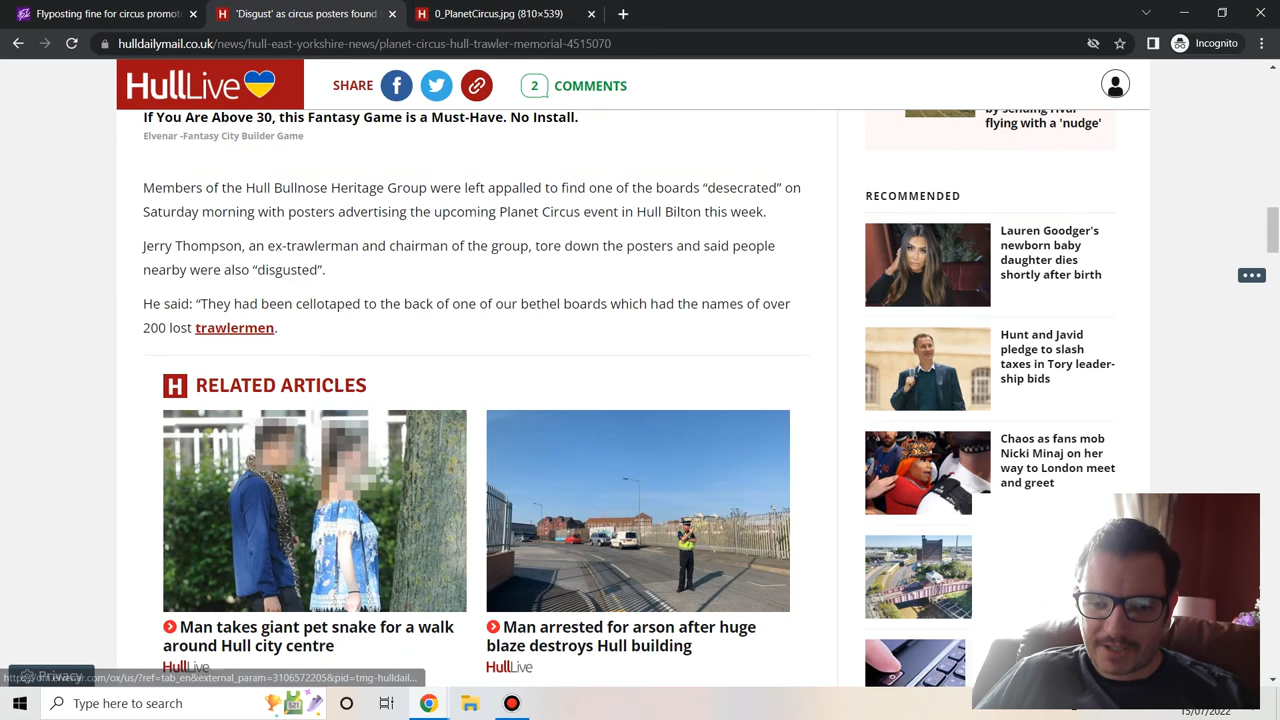 Flyposting fine for promoting Cir
'Disgust' over posters foun
0_PlanetCircus.jpg (810×539)
hulldailymail.co.uk/news/hull-east-yorkshire-news/planet-circus-hull-trawler-memorial-4515070
Incognito
HullLive
SHARE
2 COMMENTS
If You Are Above 30, this Fantasy Game is a Must-Have. No Install.
Elvenar -Fantasy City Builder Game
Members of the Hull Bullnose Heritage Group were left appalled to find one of the boards “desecrated” on
Saturday morning with posters advertising the upcoming Planet Circus event in Hull Bilton this week.
Jerry Thompson, an ex-trawlerman and chairman of the group, tore down the posters and said people
nearby were also “disgusted”.
He said: “They had been cellotaped to the back of one of our bethel boards which had the names of over
200 lost trawlermen.
H RELATED ARTICLES
Man takes giant pet snake for a walk
around Hull city centre
HullLive
Man arrested for arson after huge
blaze destroys Hull building
HullLive
by sending rival
flying with a 'nudge'
RECOMMENDED
Lauren Goodger's
newborn baby
daughter dies
shortly after birth
Hunt and Javid
pledge to slash
taxes in Tory leader-
ship bids
Chaos as fans mob
Nicki Minaj on her
way to London meet
and greet
Privacy
Type here to search
15/07/2022